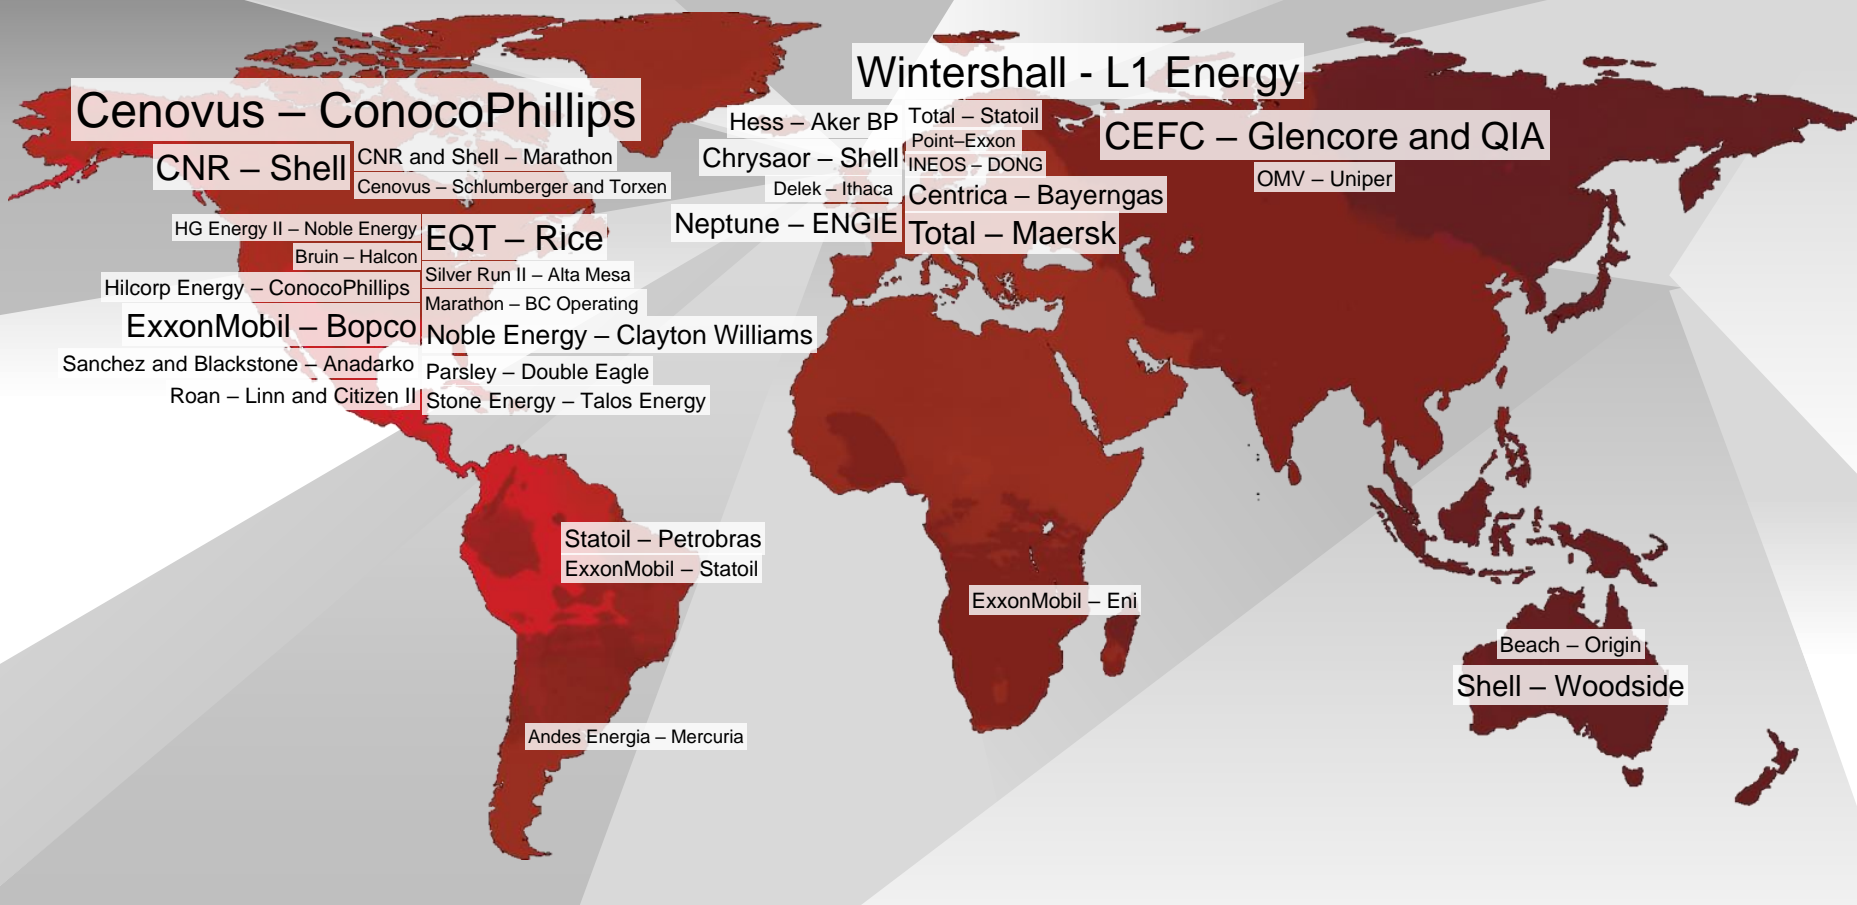 Wintershall - L1 Energy
Cenovus – ConocoPhillips
CNR – Shell
CNR and Shell – Marathon
Cenovus – Schlumberger and Torxen
Hess – Aker BP
Total – Statoil
Point–Exxon
Chrysaor – Shell
INEOS – DONG
Delek – Ithaca
Centrica – Bayerngas
Neptune – ENGIE
Total – Maersk
CEFC – Glencore and QIA
OMV – Uniper
HG Energy II – Noble Energy
EQT – Rice
Bruin – Halcon
Silver Run II – Alta Mesa
Hilcorp Energy – ConocoPhillips
Marathon – BC Operating
ExxonMobil – Bopco
Noble Energy – Clayton Williams
Sanchez and Blackstone – Anadarko
Parsley – Double Eagle
Roan – Linn and Citizen II
Stone Energy – Talos Energy
Statoil – Petrobras
ExxonMobil – Statoil
ExxonMobil – Eni
Beach – Origin
Shell – Woodside
Andes Energia – Mercuria